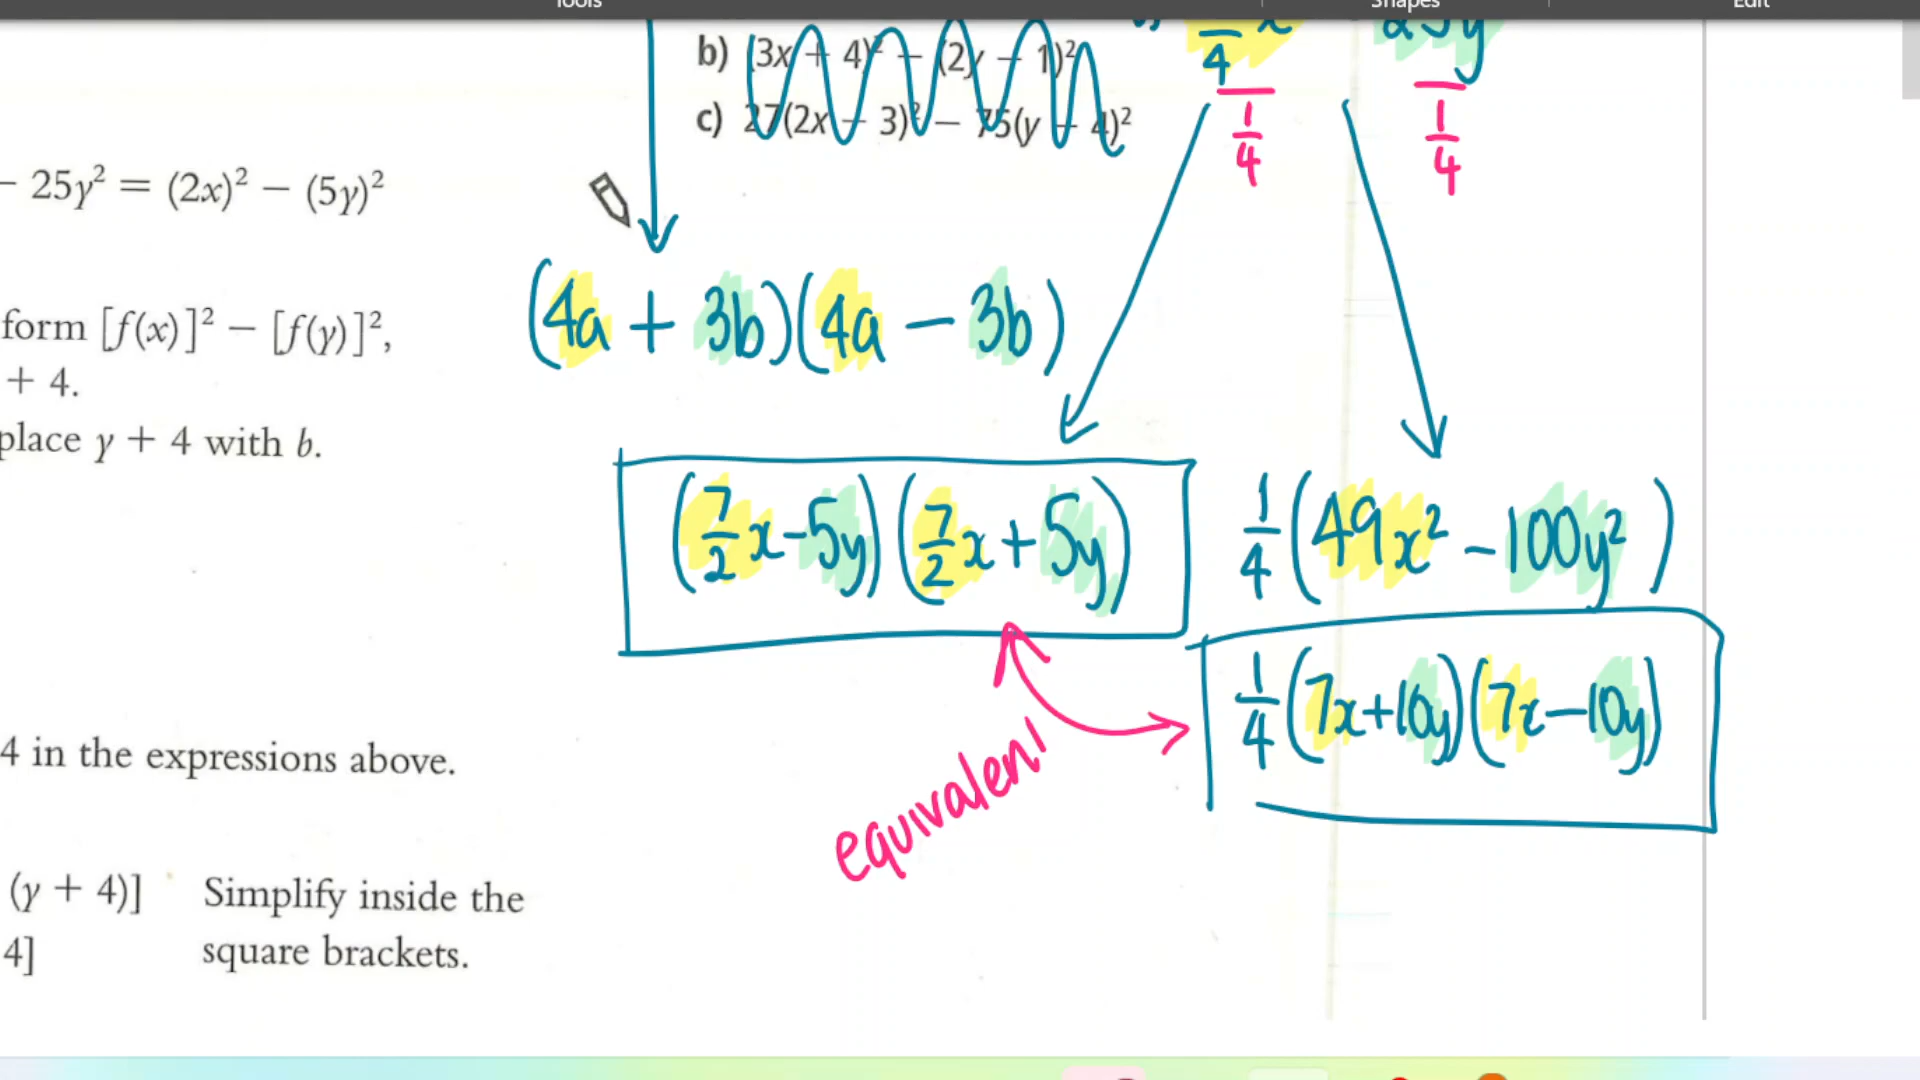 b) (3x + 4)² − (2y − 1)²
c) 27(2x − 3)² − 75(y + 4)²
1/4 1/4
− 25y² = (2x)² − (5y)²
(4a + 3b)(4a − 3b)
form [f(x)]² − [f(y)]²,
+ 4.
place y + 4 with b.
(7/2x-5y)(7/2x+5y)
1/4(49x² - 100y²)
1/4(7x+10y)(7x-10y)
4 in the expressions above.
(y + 4)] Simplify inside the
4] square brackets.